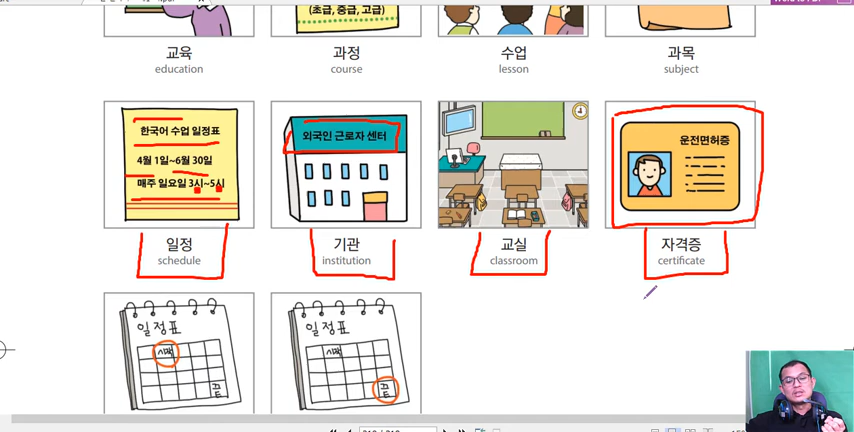 (초급, 중급, 고급)
교육
education
과정
course
수업
lesson
과목
subject
한국어 수업 일정표
4월 1일~6월 30일
매주 일요일 3시~5시
외국인 근로자 센터
4
운전면허증
일정
schedule
기관
institution
교실
classroom
자격증
certificate
일정표
시작
끝
일정표
시작
끝